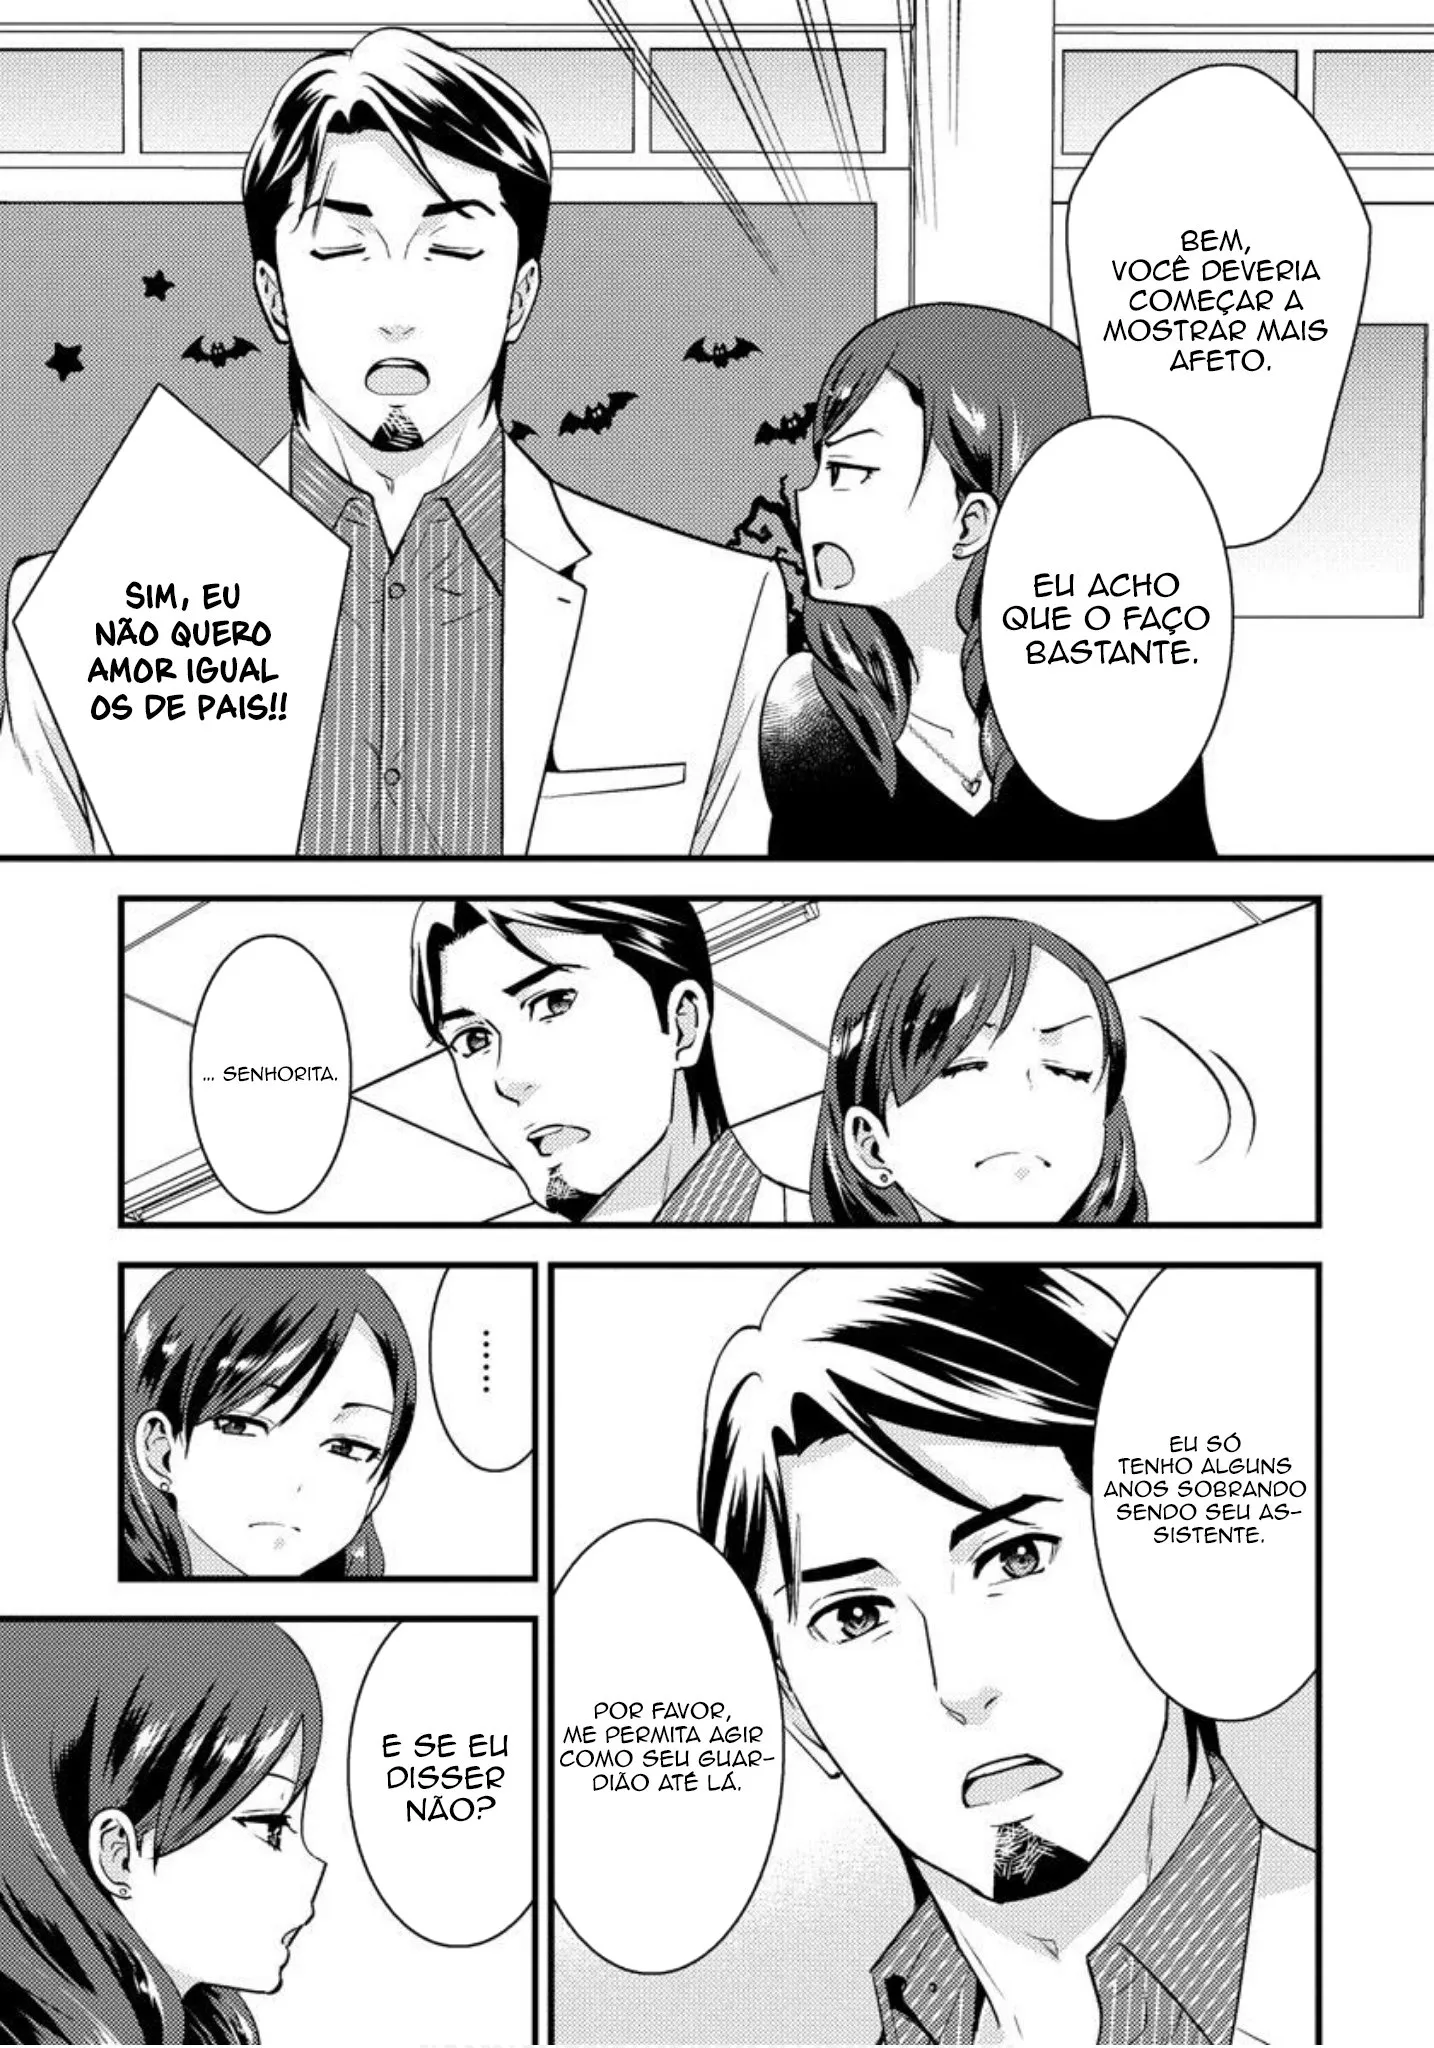 BEM,
VOCÊ DEVERIA
COMEÇAR A
MOSTRAR MAIS
AFETO.
EU ACHO
QUE O FAÇO
BASTANTE.
SIM, EU
NÃO QUERO
AMOR IGUAL
OS DE PAIS!!
... SENHORITA.
EU SÓ
TENHO ALGUNS
ANOS SOBRANDO
SENDO SEU AS-
SISTENTE.
POR FAVOR,
ME PERMITA AGIR
COMO SEU GUAR-
DIÃO ATÉ LÁ.
......
E SE EU
DISSER
NÃO?